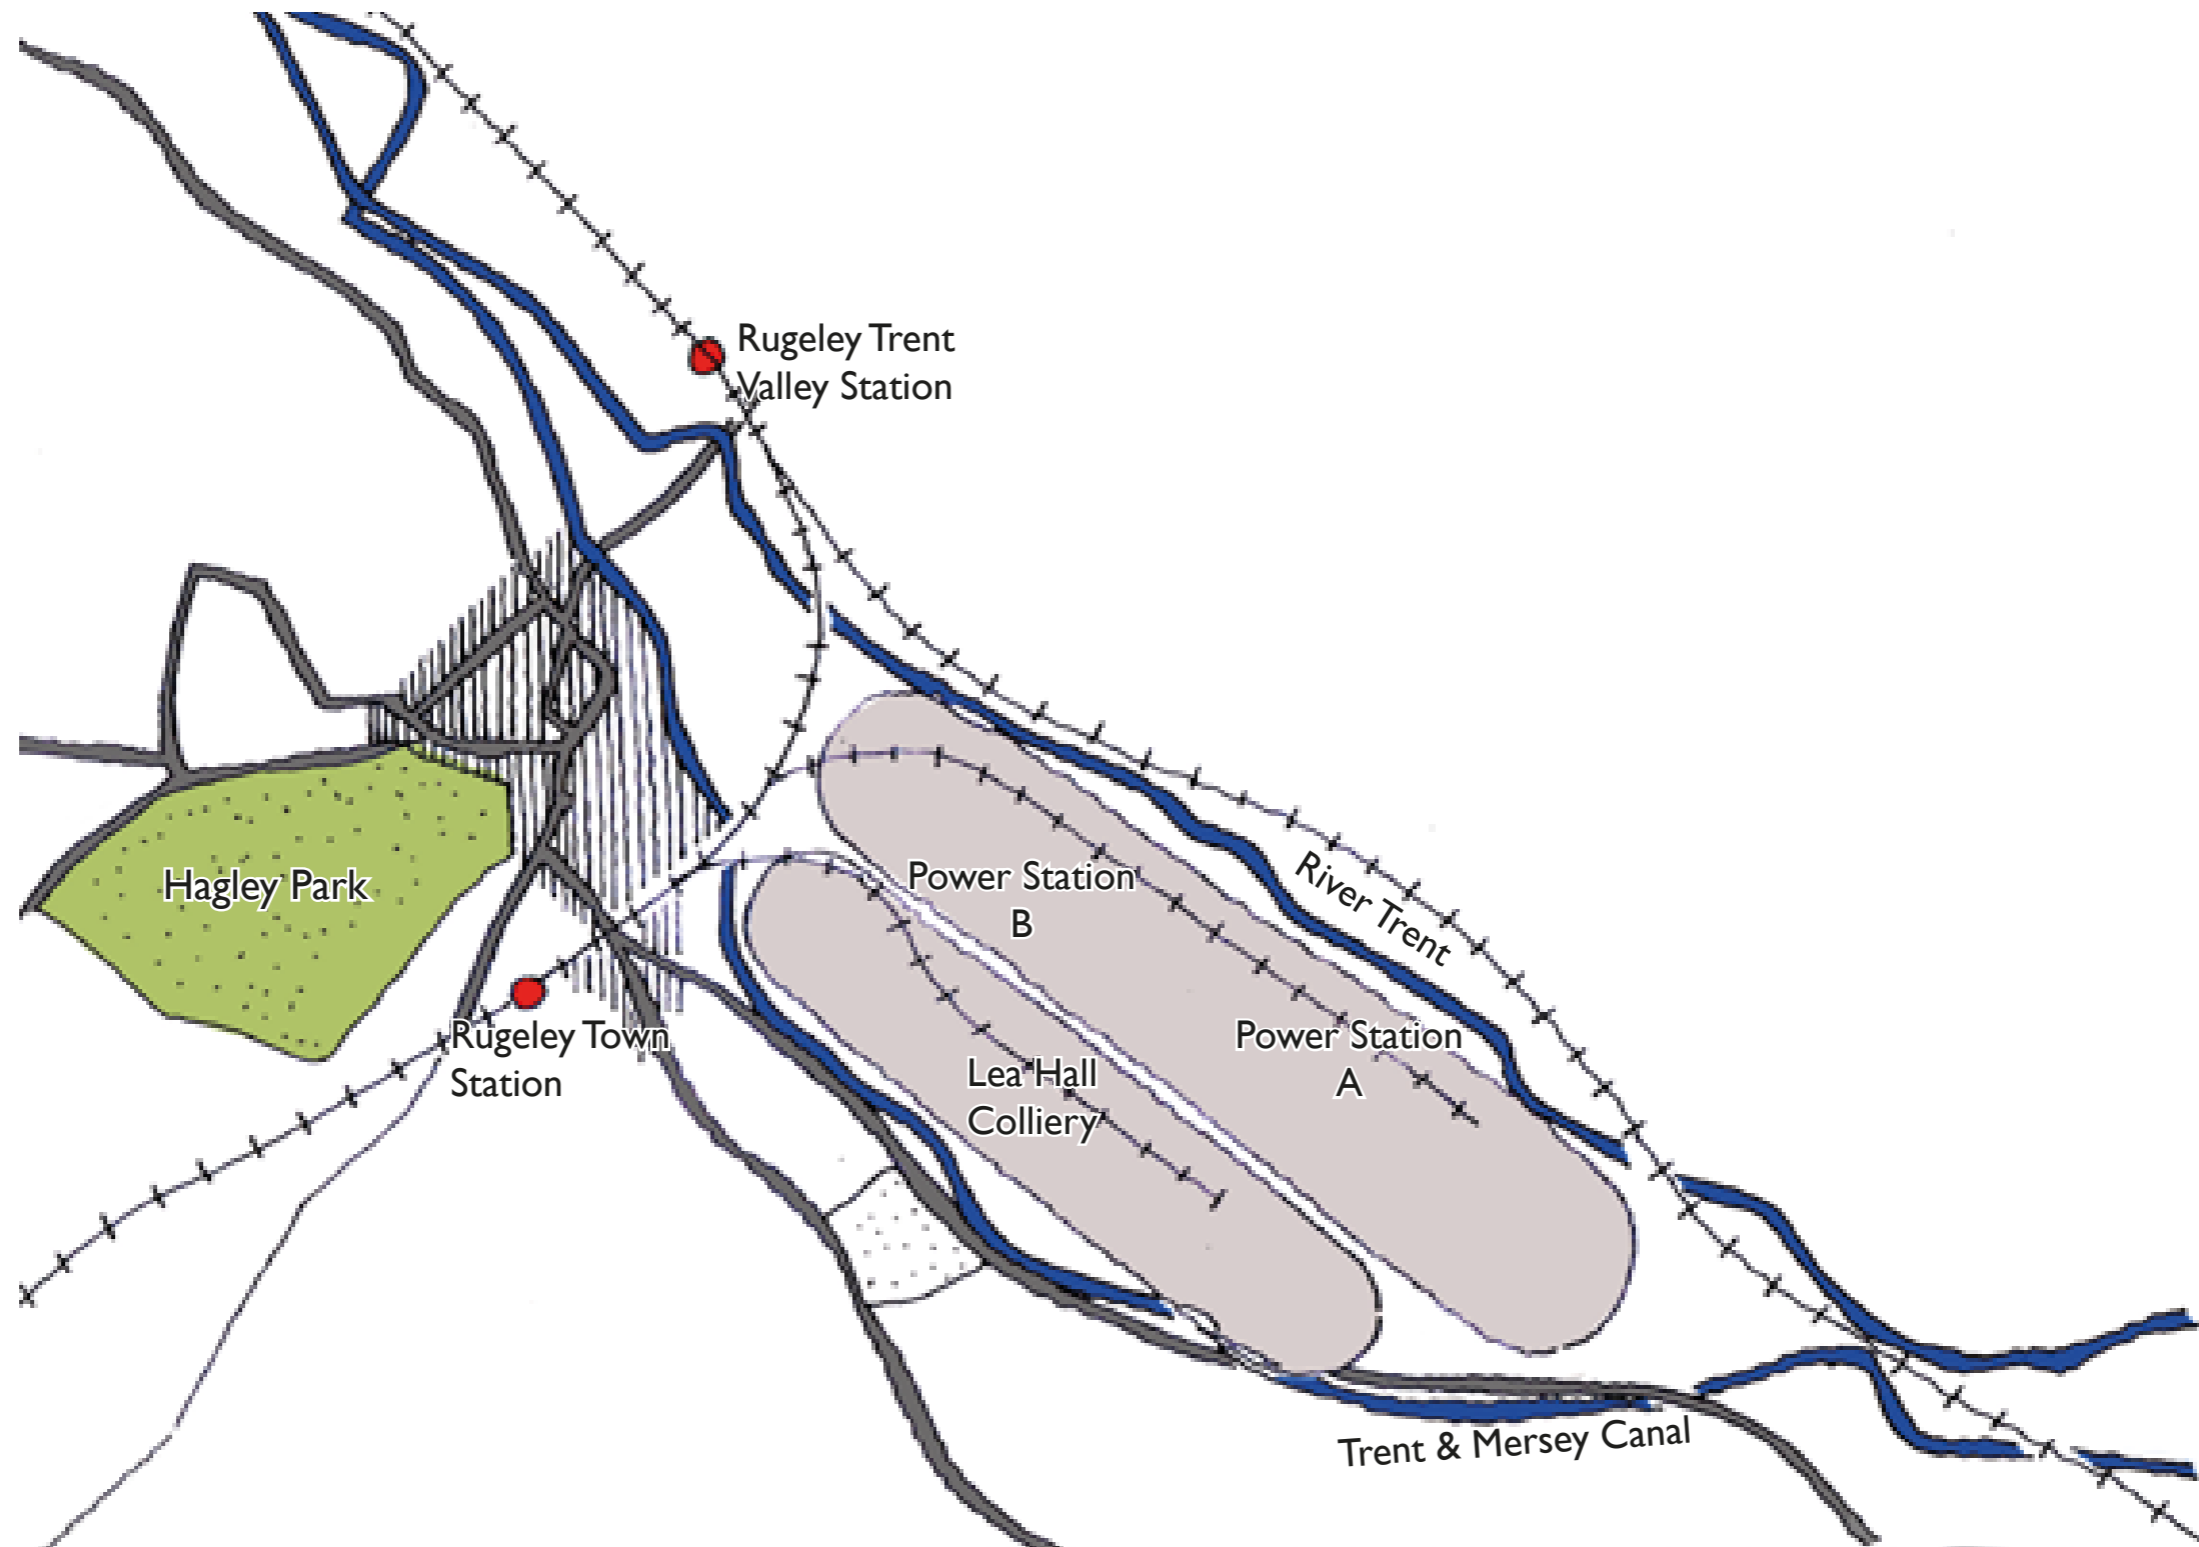 Rugeley Trent
Valley Station
Hagley Park
Power Station
B
River Trent
Rugeley Town
Station
Lea Hall
Colliery
Power Station
A
Trent & Mersey Canal